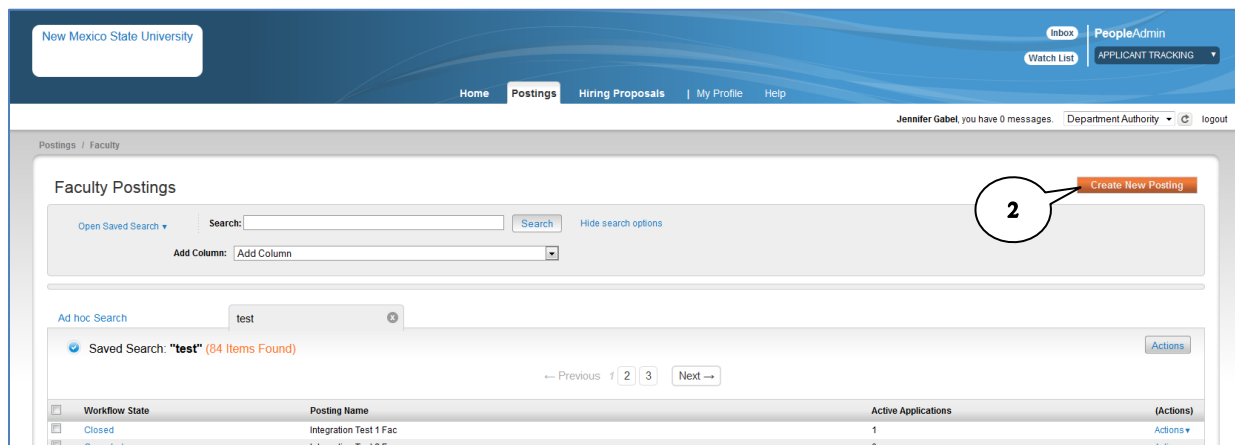 New Mexico State University
Inbox PeopleAdmin
Watch List APPLICANT TRACKING
Home Postings Hiring Proposals | My Profile Help
Jennifer Gabel, you have 0 messages. Department Authority logout
Postings / Faculty
Faculty Postings
Create New Posting
2
Open Saved Search Search: Search Hide search options
Add Column: Add Column
Ad hoc Search test
Saved Search: "test" (84 Items Found)
Actions
← Previous 1 2 3 Next →
Workflow State Posting Name Active Applications (Actions)
Closed Integration Test 1 Fac 1 Actions